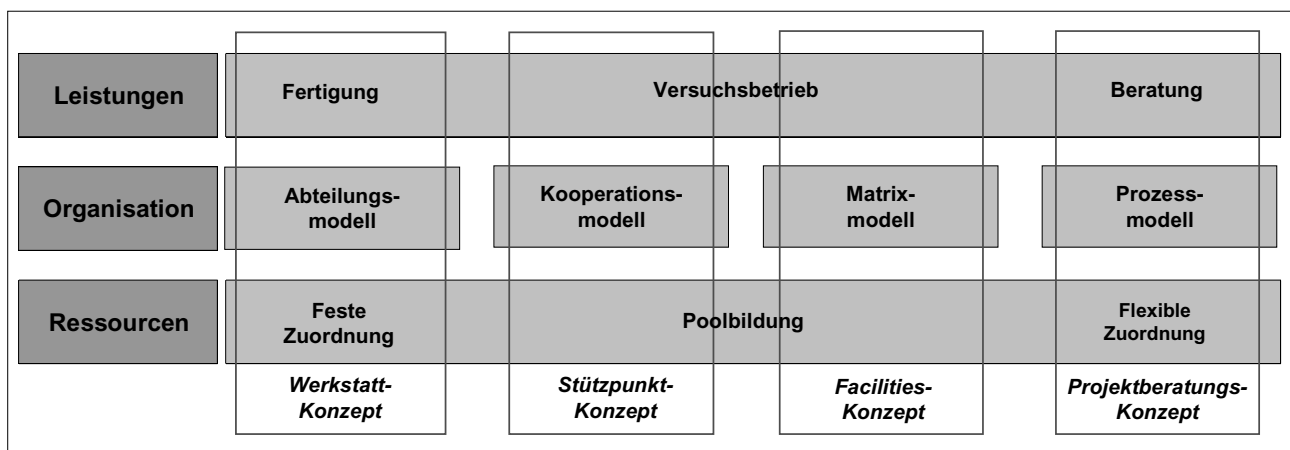 Leistungen
Fertigung
Versuchsbetrieb
Beratung
Organisation
Abteilungs-
modell
Kooperations-
modell
Matrix-
modell
Prozess-
modell
Ressourcen
Feste
Zuordnung
Poolbildung
Flexible
Zuordnung
Werkstatt-
Konzept
Stützpunkt-
Konzept
Facilities-
Konzept
Projektberatungs-
Konzept